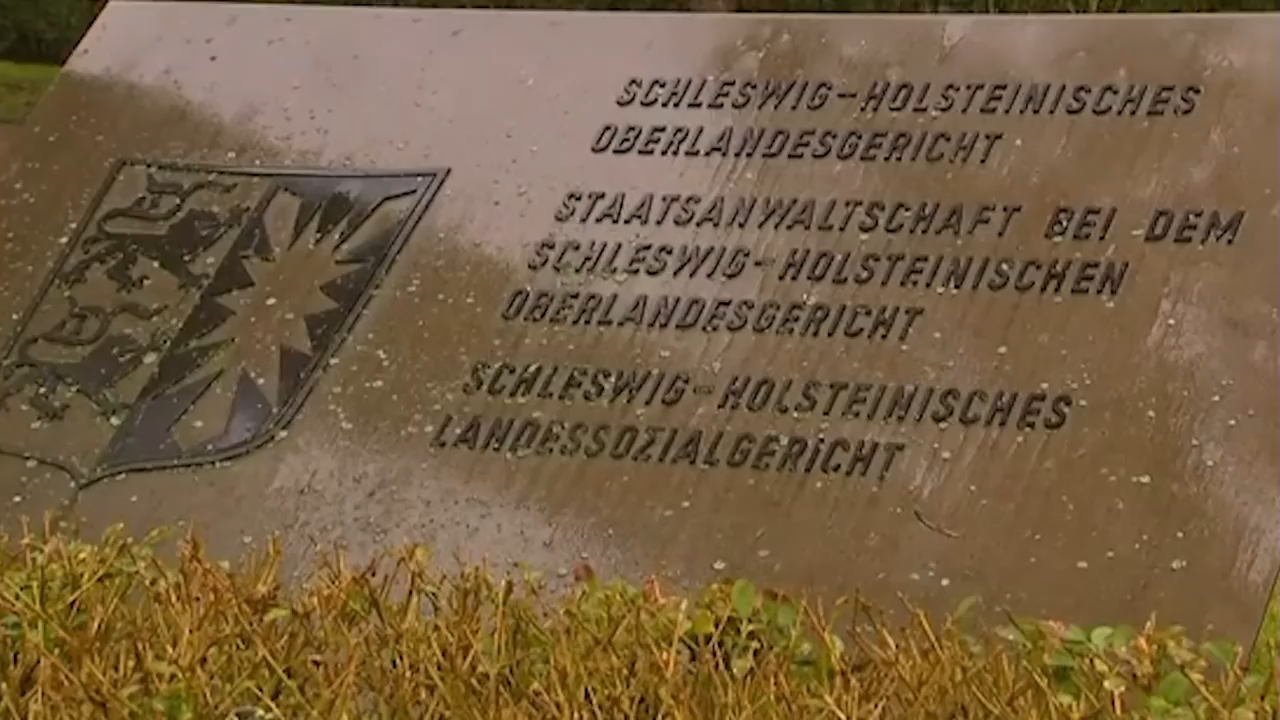 SCHLESWIG-HOLSTEINISCHES
OBERLANDESGERICHT
STAATSANWALTSCHAFT BEI DEM
SCHLESWIG-HOLSTEINISCHEN
OBERLANDESGERICHT
SCHLESWIG-HOLSTEINISCHES
LANDESSOZIALGERICHT